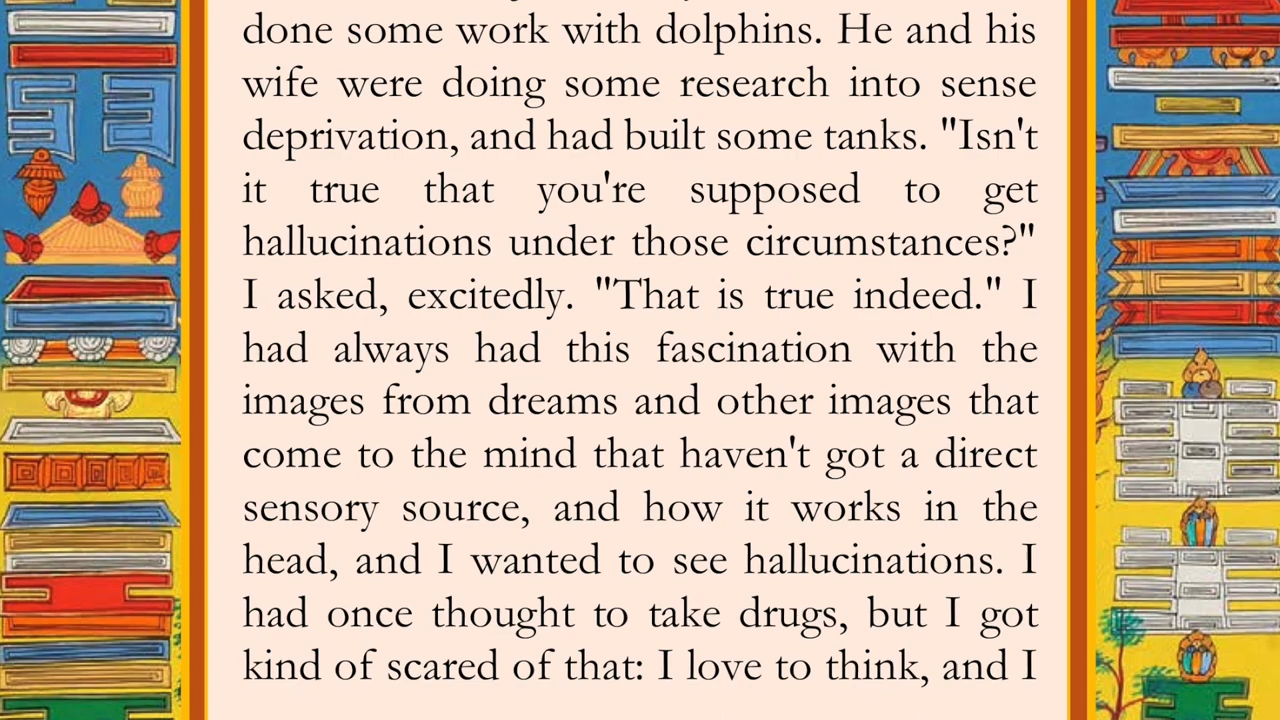 done some work with dolphins. He and his
wife were doing some research into sense
deprivation, and had built some tanks. "Isn't
it true that you're supposed to get
hallucinations under those circumstances?"
I asked, excitedly. "That is true indeed." I
had always had this fascination with the
images from dreams and other images that
come to the mind that haven't got a direct
sensory source, and how it works in the
head, and I wanted to see hallucinations. I
had once thought to take drugs, but I got
kind of scared of that: I love to think, and I